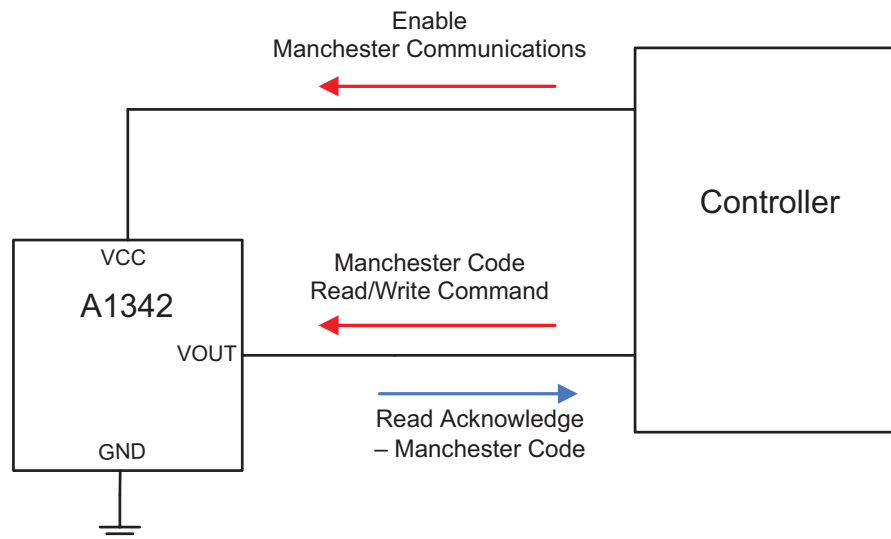 Enable
Manchester Communications
Controller
VCC
A1342
Manchester Code
Read/Write Command
VOUT
Read Acknowledge
– Manchester Code
GND